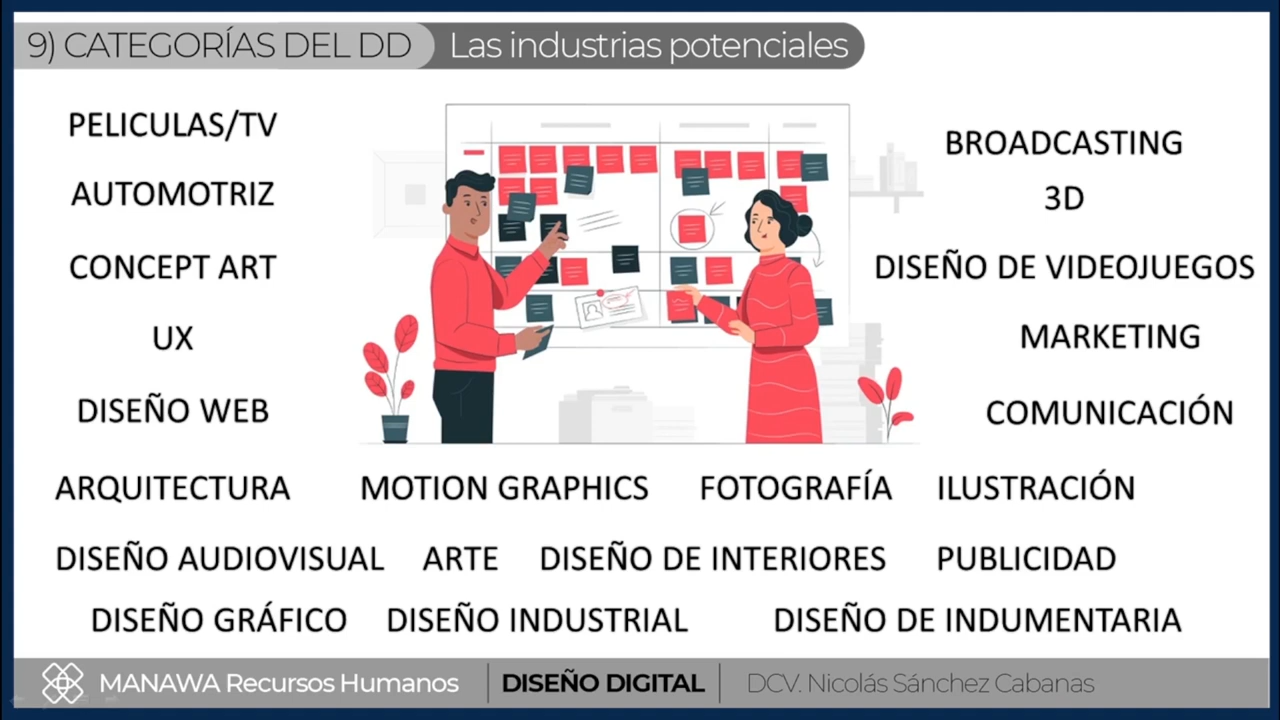 9) CATEGORÍAS DEL DD Las industrias potenciales
PELICULAS/TV
AUTOMOTRIZ
CONCEPT ART
UX
DISEÑO WEB
BROADCASTING
3D
DISEÑO DE VIDEOJUEGOS
MARKETING
COMUNICACIÓN
ARQUITECTURA MOTION GRAPHICS FOTOGRAFÍA ILUSTRACIÓN
DISEÑO AUDIOVISUAL ARTE DISEÑO DE INTERIORES PUBLICIDAD
DISEÑO GRÁFICO DISEÑO INDUSTRIAL DISEÑO DE INDUMENTARIA
MANAWA Recursos Humanos DISEÑO DIGITAL DCV. Nicolás Sánchez Cabanas